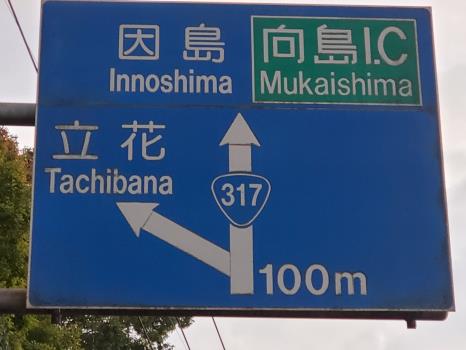 因島 向島I.C
Innoshima Mukaishima
立花
Tachibana
317
100m